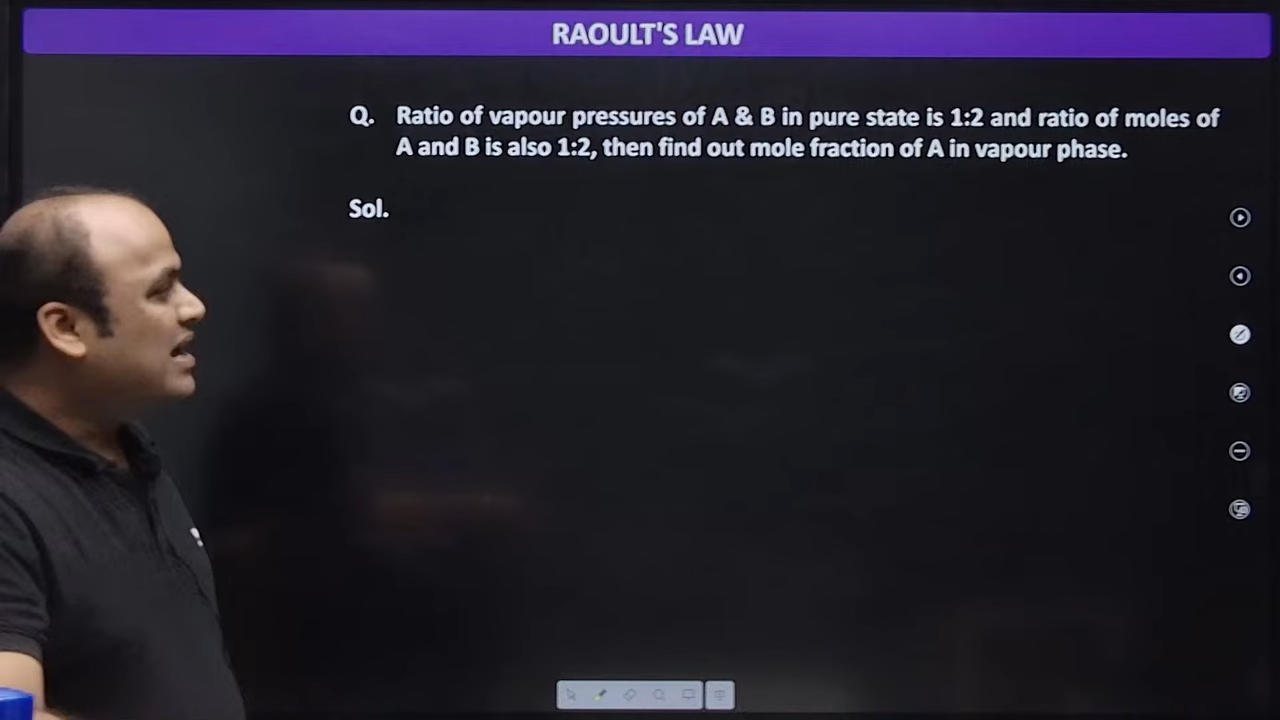 RAOULT'S LAW
Q. Ratio of vapour pressures of A & B in pure state is 1:2 and ratio of moles of
A and B is also 1:2, then find out mole fraction of A in vapour phase.
Sol.